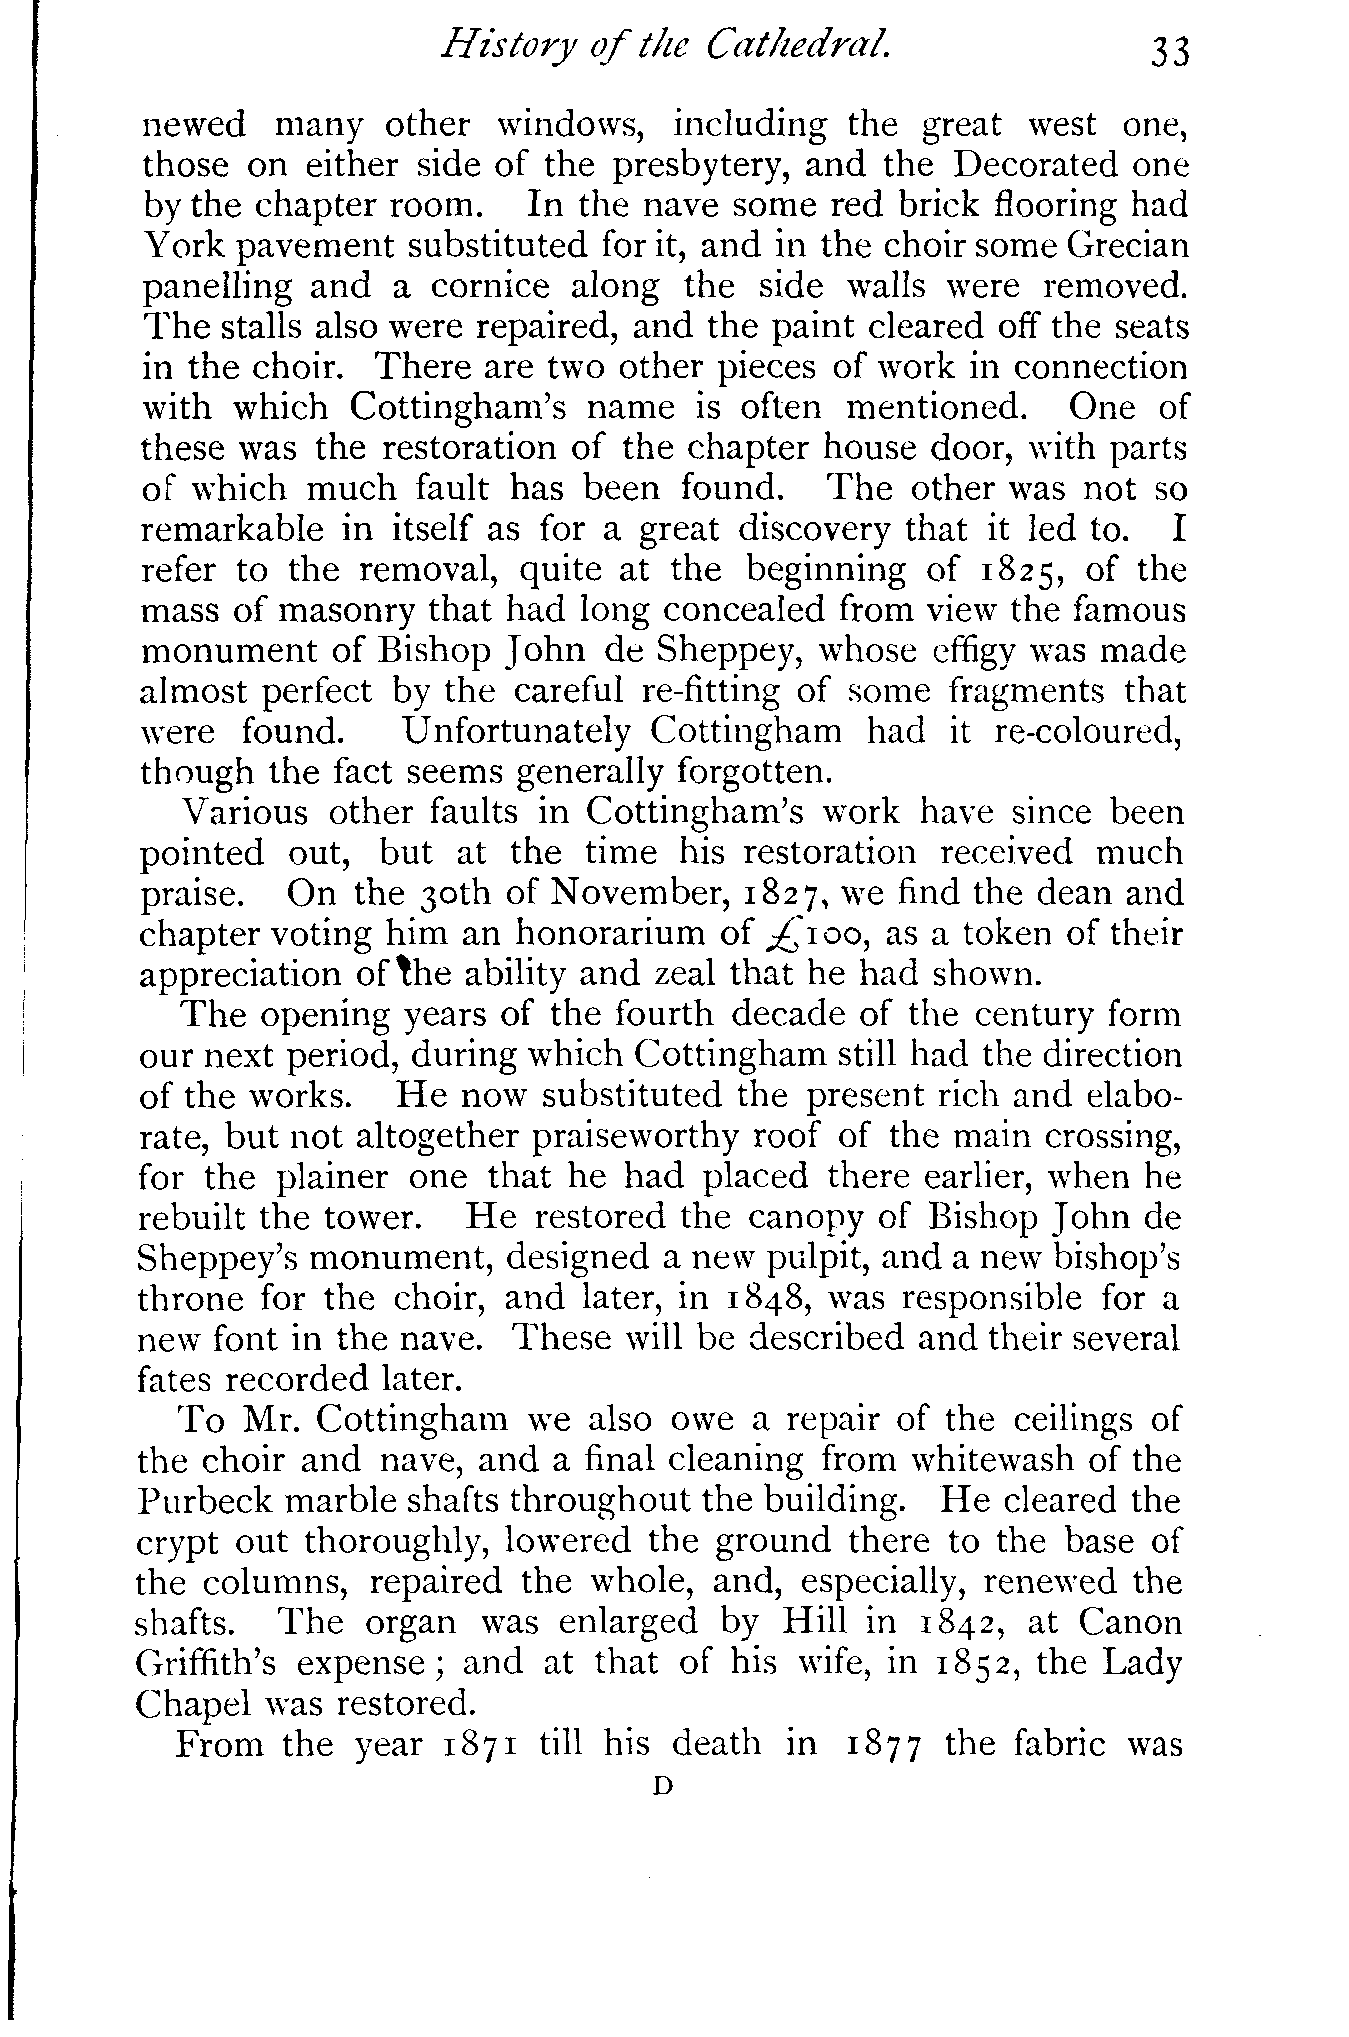 History of the Cathedral. 33
newed many other windows, including the great west one,
those on either side of the presbytery, and the Decorated one
by the chapter room. In the nave some red brick flooring had
York pavement substituted for it, and in the choir some Grecian
panelling and a cornice along the side walls were removed.
The stalls also were repaired, and the paint cleared off the seats
in the choir. There are two other pieces of work in connection
with which Cottingham's name is often mentioned. One of
these was the restoration of the chapter house door, with parts
of which much fault has been found. The other was not so
remarkable in itself as for a great discovery that it led to. I
refer to the removal, quite at the beginning of 1825, of the
mass of masonry that had long concealed from view the famous
monument of Bishop John de Sheppey, whose effigy was made
almost perfect by the careful re-fitting of some fragments that
were found. Unfortunately Cottingham had it re-coloured,
though the fact seems generally forgotten.
Various other faults in Cottingham's work have since been
pointed out, but at the time his restoration received much
praise. On the 30th of November, 1827, we find the dean and
chapter voting him an honorarium of £100, as a token of their
appreciation of the ability and zeal that he had shown.
The opening years of the fourth decade of the century form
our next period, during which Cottingham still had the direction
of the works. He now substituted the present rich and elabo-
rate, but not altogether praiseworthy roof of the main crossing,
for the plainer one that he had placed there earlier, when he
rebuilt the tower. He restored the canopy of Bishop John de
Sheppey's monument, designed a new pulpit, and a new bishop's
throne for the choir, and later, in 1848, was responsible for a
new font in the nave. These will be described and their several
fates recorded later.
To Mr. Cottingham we also owe a repair of the ceilings of
the choir and nave, and a final cleaning from whitewash of the
Purbeck marble shafts throughout the building. He cleared the
crypt out thoroughly, lowered the ground there to the base of
the columns, repaired the whole, and, especially, renewed the
shafts. The organ was enlarged by Hill in 1842, at Canon
Griffith's expense ; and at that of his wife, in 1852, the Lady
Chapel was restored.
From the year 1871 till his death in 1877 the fabric was
D